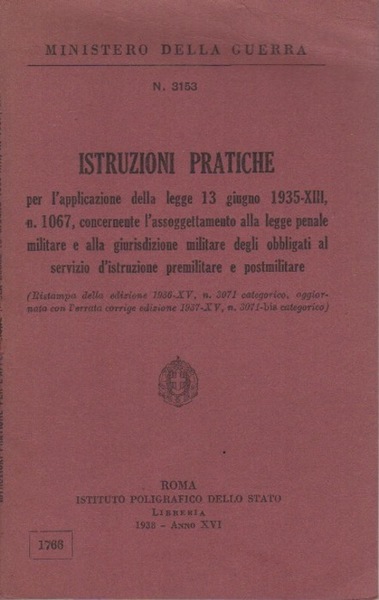 MINISTERO DELLA GUERRA
N. 3153
ISTRUZIONI PRATICHE
per l'applicazione della legge 13 giugno 1935-XIII,
n. 1067, concernente l'assoggettamento alla legge penale
militare e alla giurisdizione militare degli obbligati al
servizio d'istruzione premilitare e postmilitare
(Ristampa della edizione 1936-XV, n. 3071 categorico, aggior-
nata con l'errata corrige edizione 1937-XV, n. 3071-bis categorico)
ROMA
ISTITUTO POLIGRAFICO DELLO STATO
LIBRERIA
1938 - ANNO XVI
1766